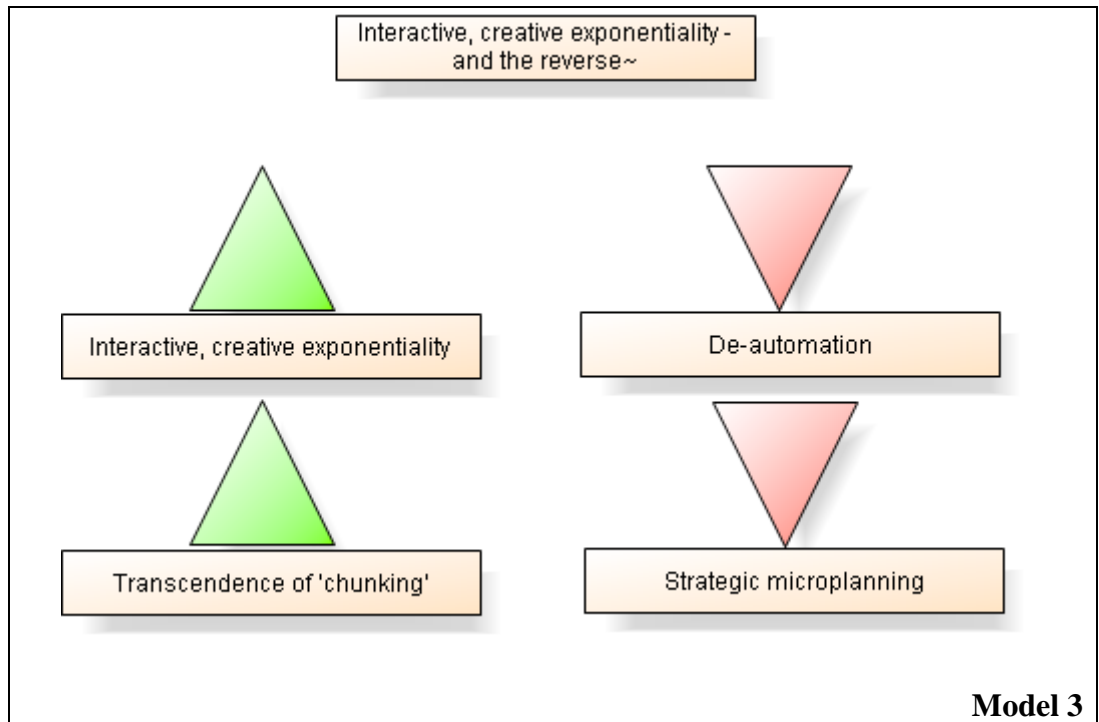 Interactive, creative exponentiality -
and the reverse~
Interactive, creative exponentiality
De-automation
Transcendence of 'chunking'
Strategic microplanning
Model 3